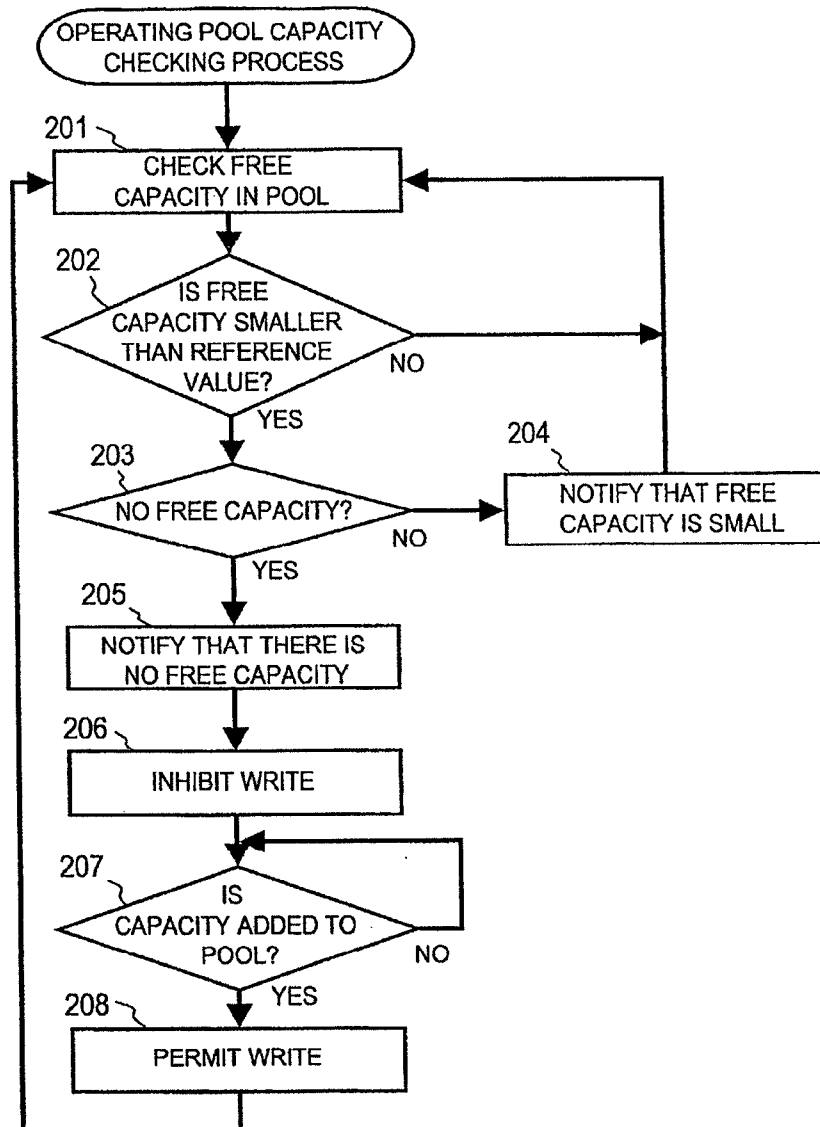 OPERATING POOL CAPACITY
CHECKING PROCESS
201
CHECK FREE
CAPACITY IN POOL
202
IS FREE
CAPACITY SMALLER
THAN REFERENCE
VALUE?
NO
YES
203
NO FREE CAPACITY?
NO
YES
204
NOTIFY THAT FREE
CAPACITY IS SMALL
205
NOTIFY THAT THERE IS
NO FREE CAPACITY
206
INHIBIT WRITE
207
IS
CAPACITY ADDED TO
POOL?
NO
YES
208
PERMIT WRITE